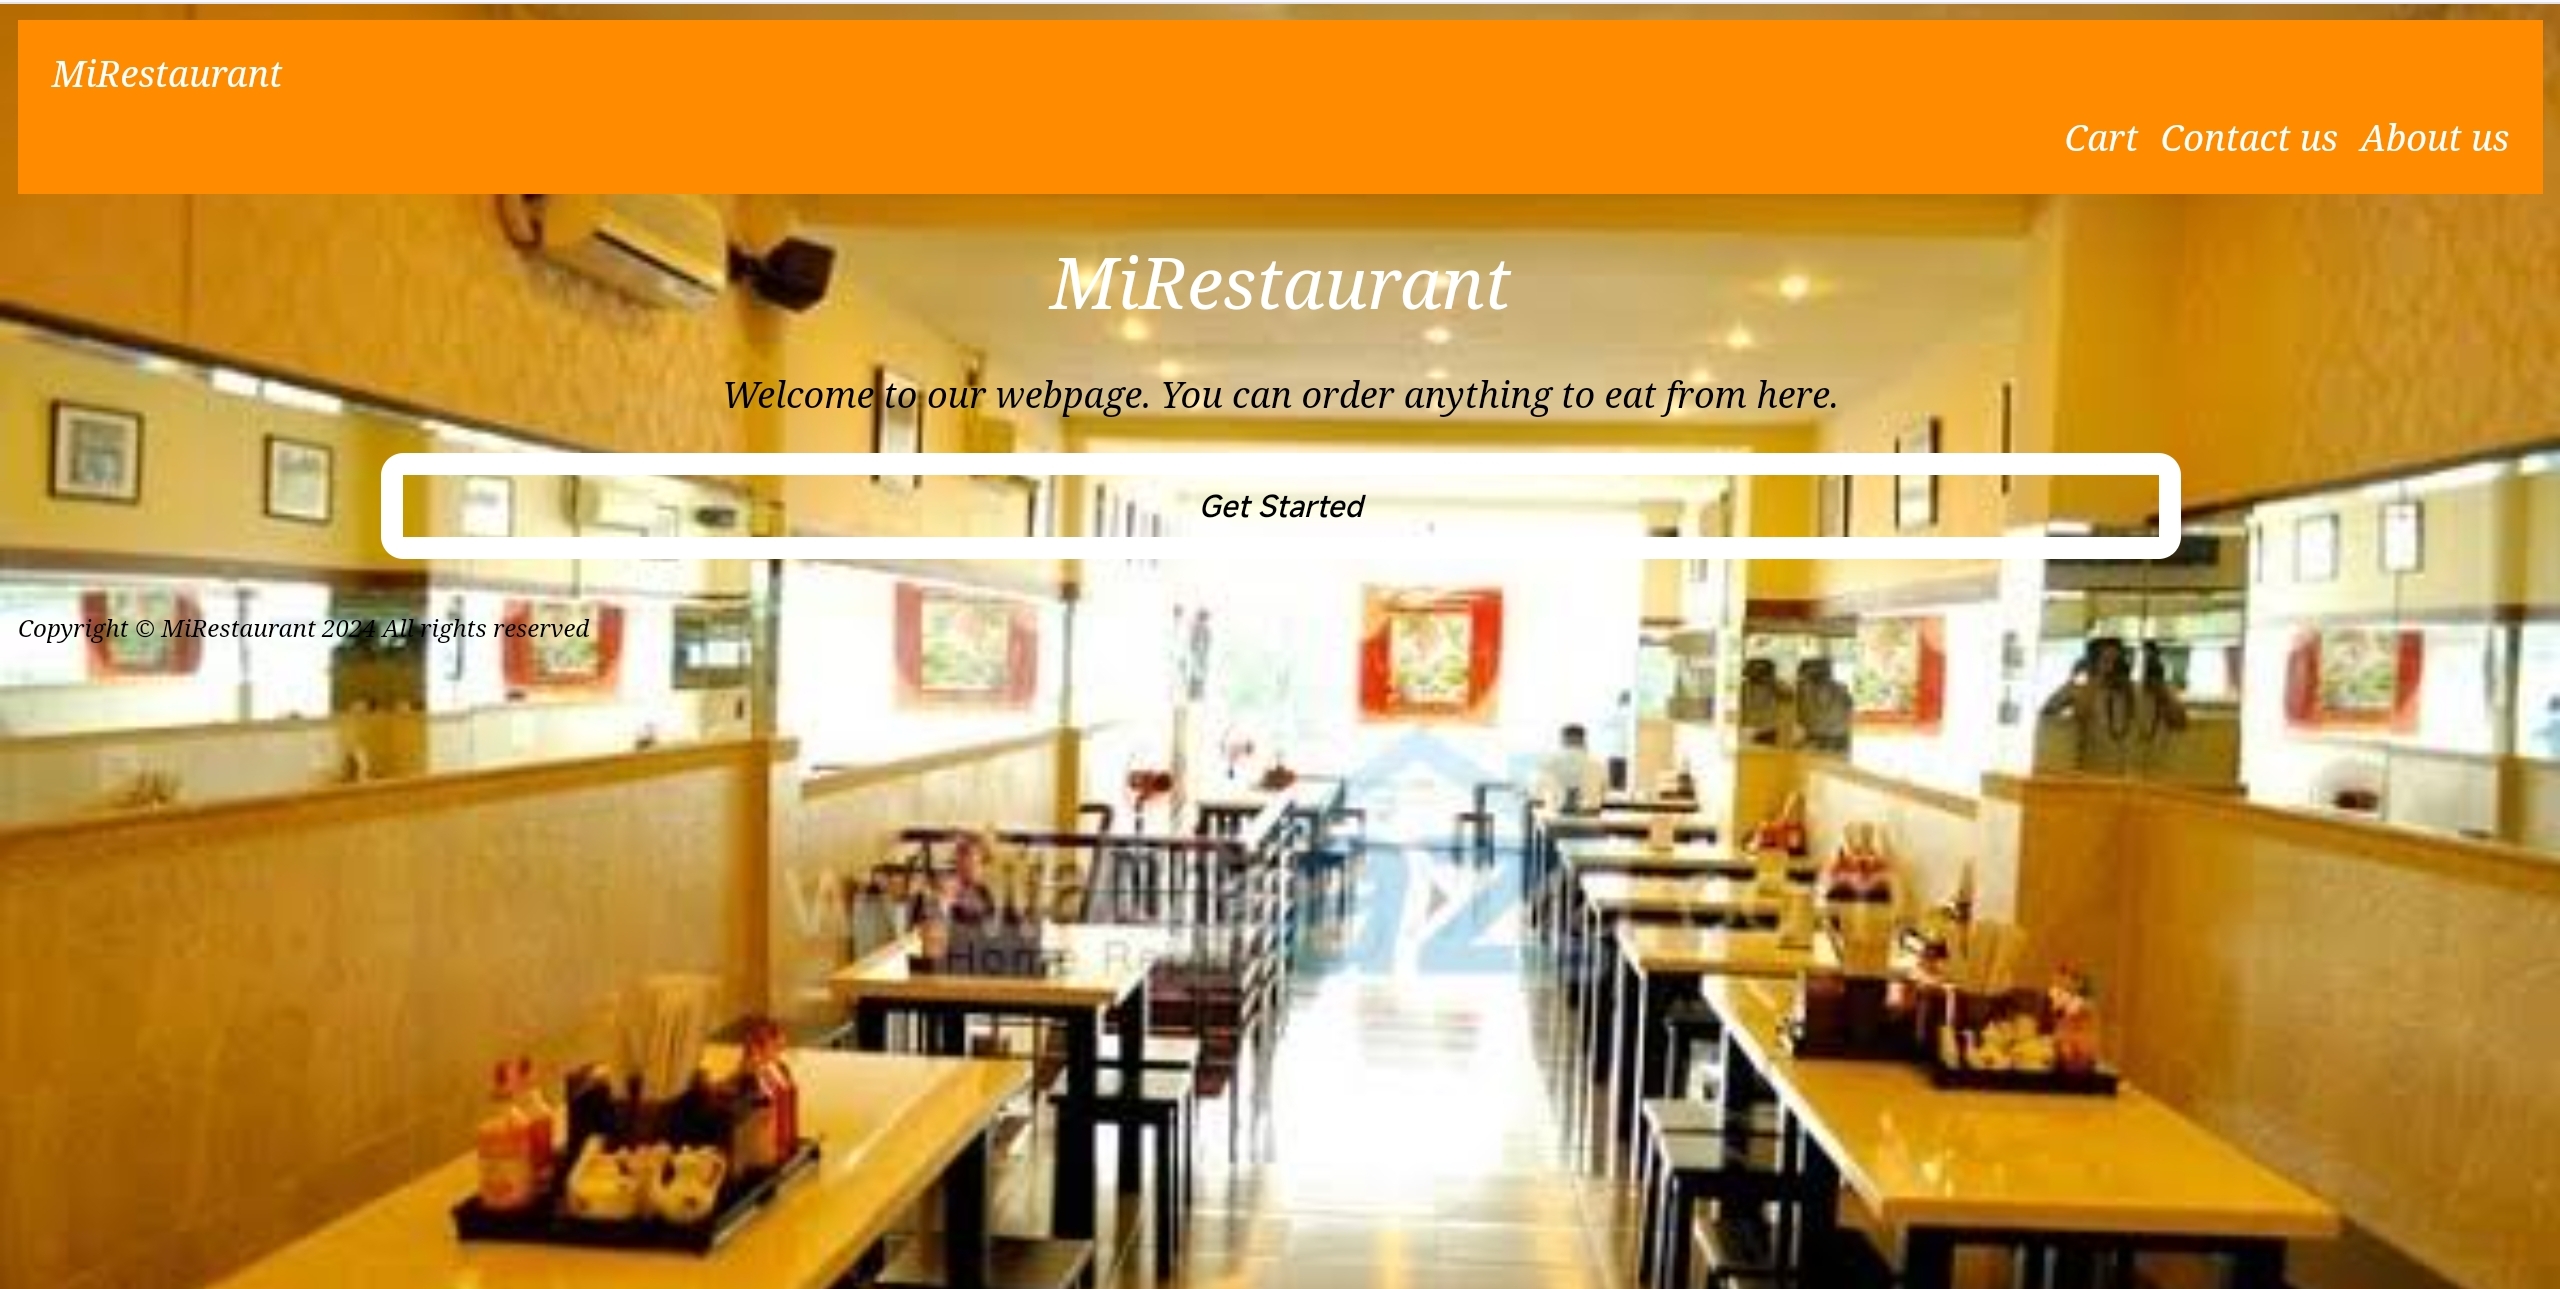 MiRestaurant
Cart Contact us About us
MiRestaurant
Welcome to our webpage. You can order anything to eat from here.
Get Started
Copyright © MiRestaurant 2024 All rights reserved